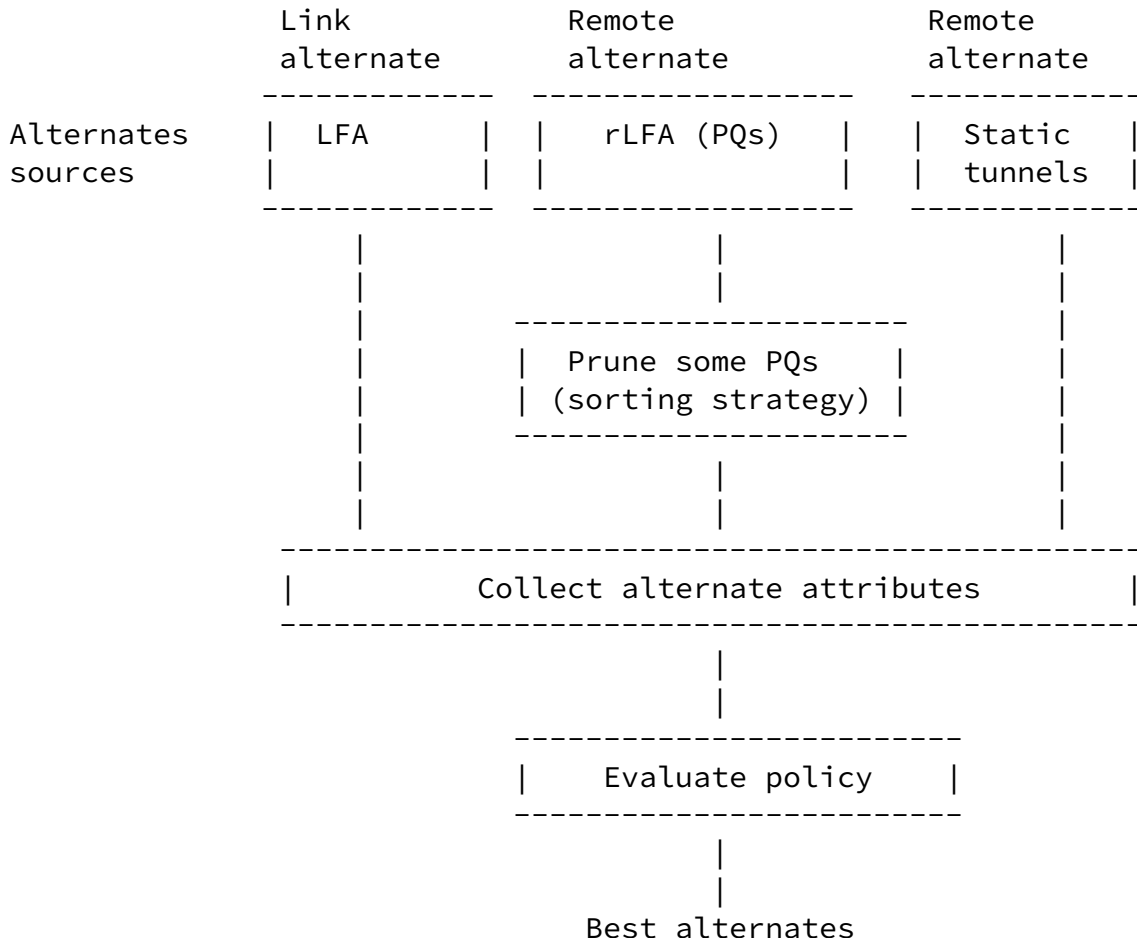 Link Remote Remote
alternate alternate alternate
Alternates LFA rLFA (PQs) Static
sources tunnels
Prune some PQs
(sorting strategy)
Collect alternate attributes
Evaluate policy
Best alternates